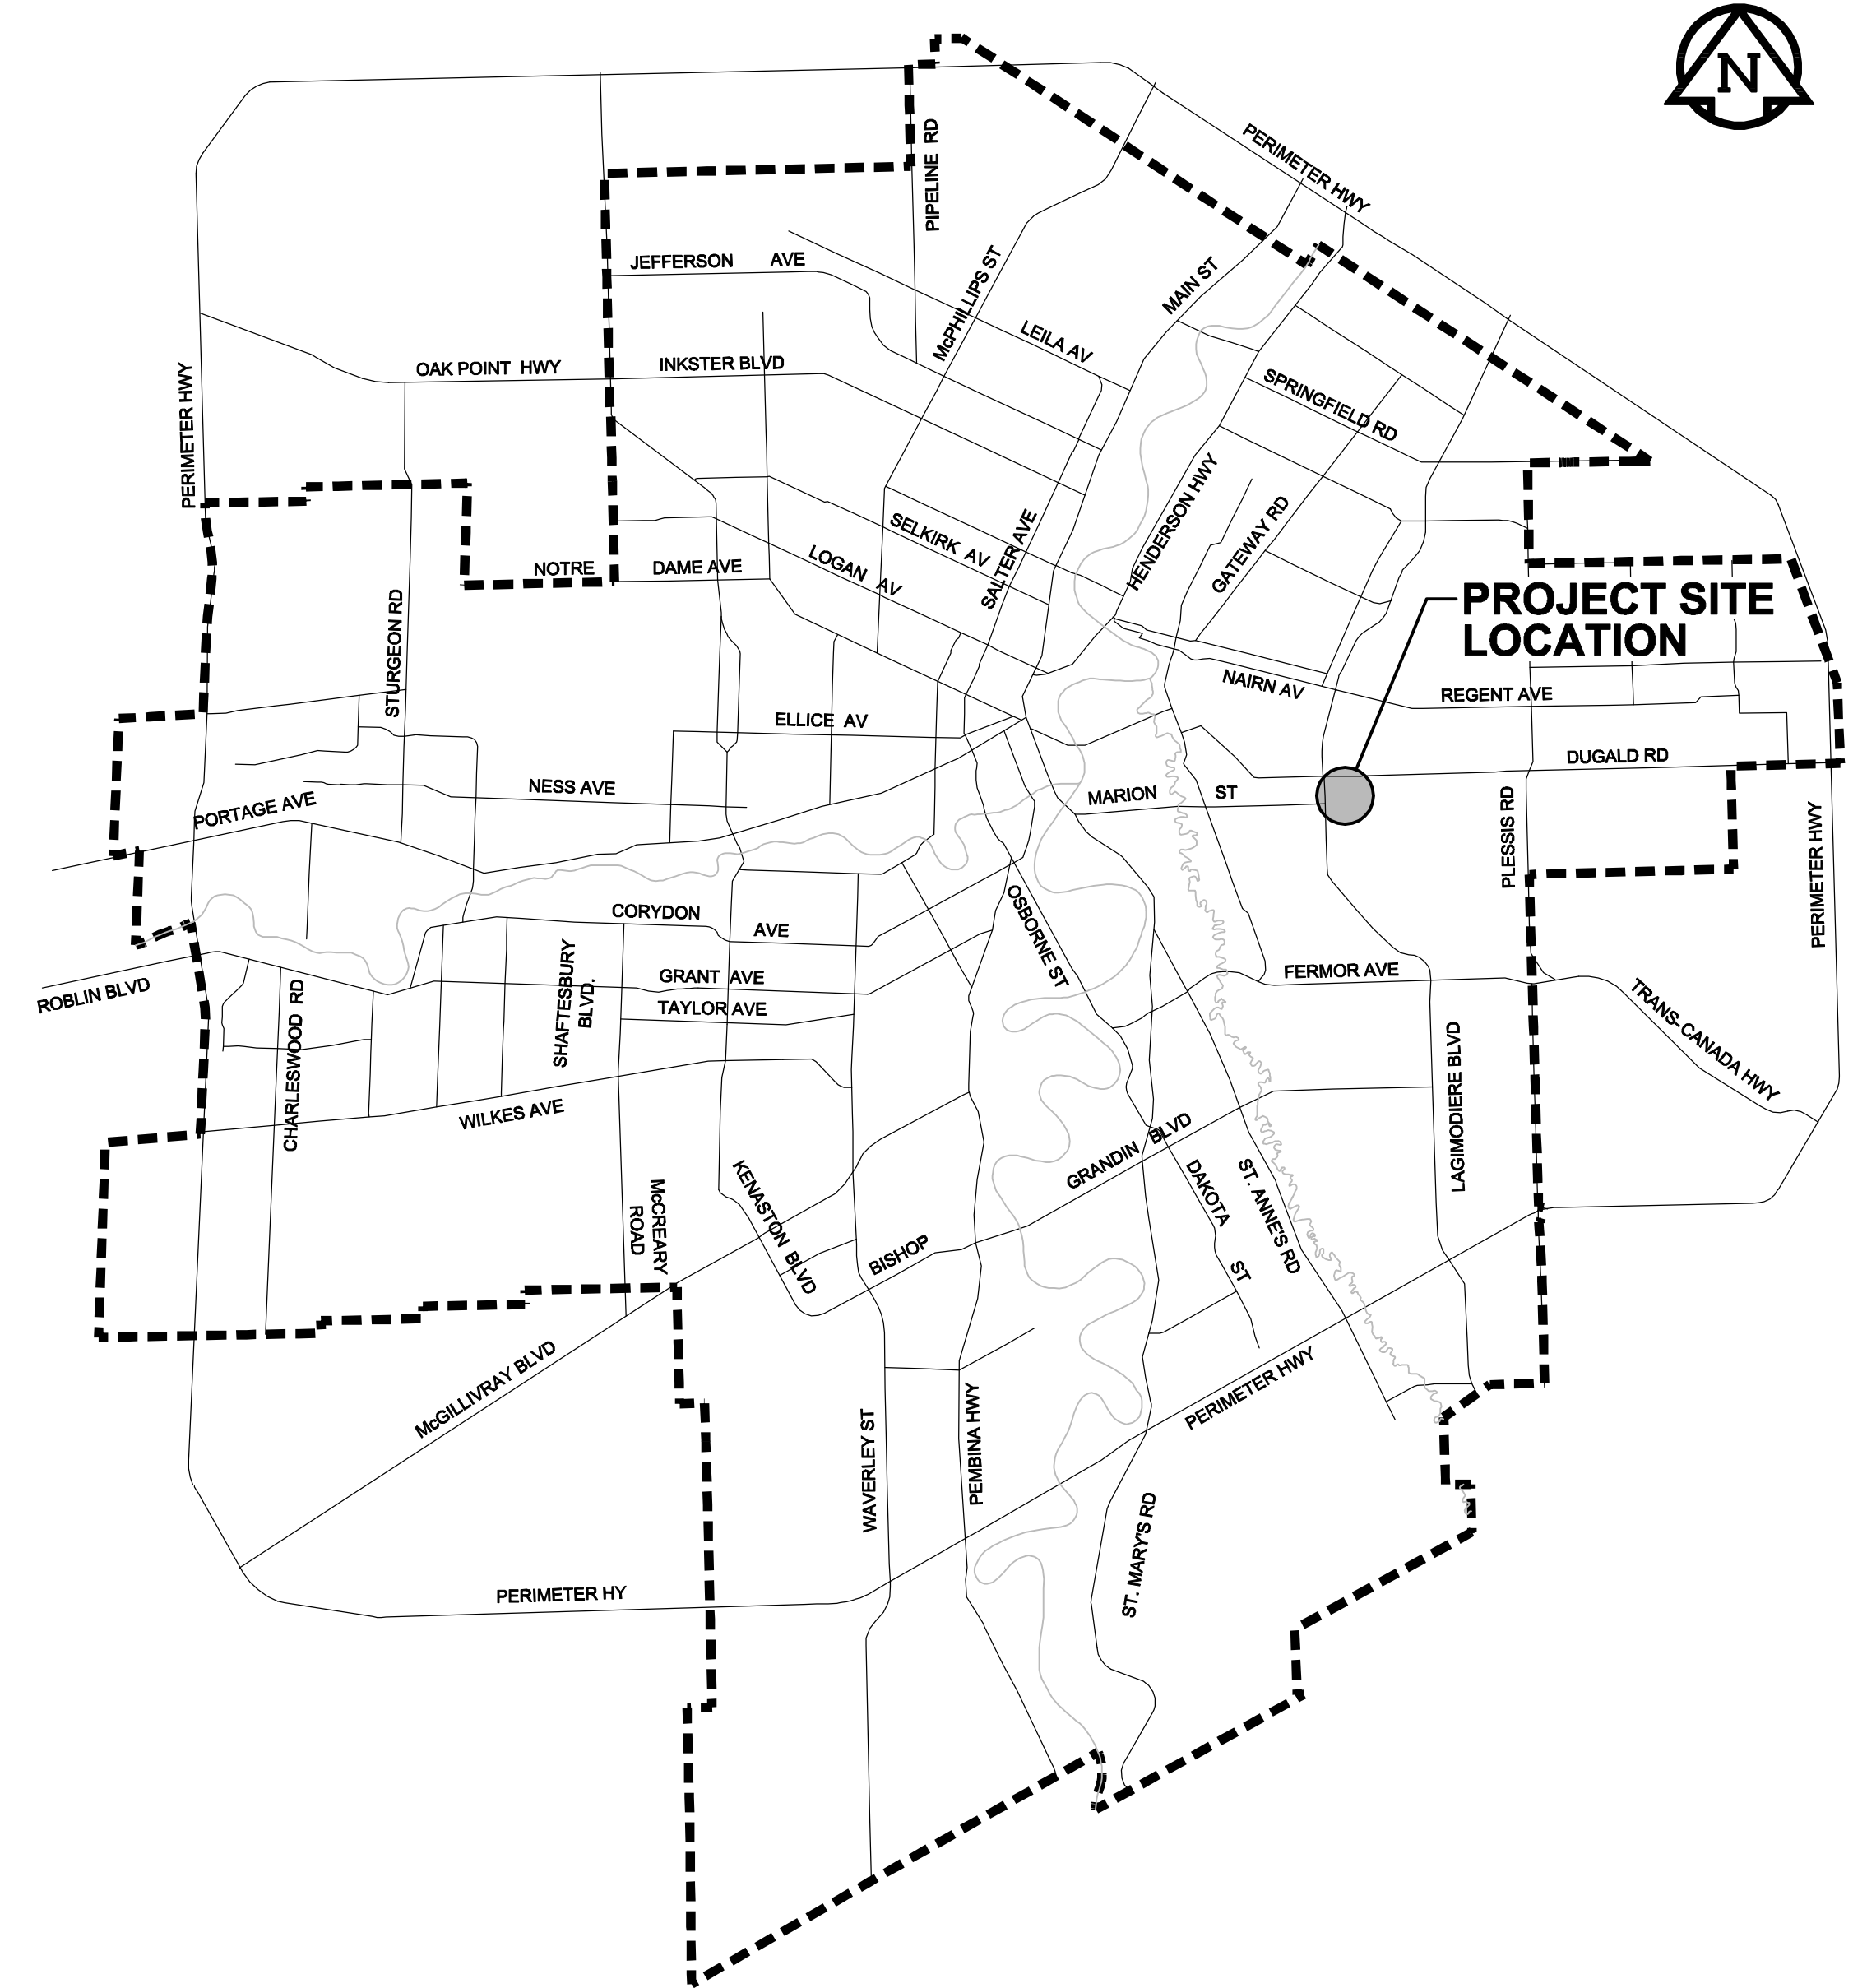 N
PERIMETER HWY
PIPELINE RD
JEFFERSON AVE
McPHILLIPS ST
MAIN ST
LEILA AV
OAK POINT HWY
INKSTER BLVD
PERIMETER HWY
SPRINGFIELD RD
HENDERSON HWY
GATEWAY RD
SELKIRK AV
SALTER AVE
LOGAN AV
NOTRE DAME AVE
STURGEON RD
PROJECT SITE
LOCATION
NAIRN AV
REGENT AVE
ELLICE AV
DUGALD RD
NESS AVE
MARION ST
PORTAGE AVE
PLESSIS RD
PERIMETER HWY
CORYDON AVE
OSBORNE ST
SHAFTESBURY
BLVD.
GRANT AVE
TAYLOR AVE
FERMOR AVE
ROBLIN BLVD
CHARLESWOOD RD
TRANS-CANADA HWY
LAGIMODIERE BLVD
WILKES AVE
GRANDIN BLVD
KENASTON BLVD
McCREARY
ROAD
DAKOTA ST
ST. ANNE'S RD
BISHOP
McGILLIVRAY BLVD
PERIMETER HWY
WAVERLEY ST
PEMBINA HWY
ST. MARY'S RD
PERIMETER HY